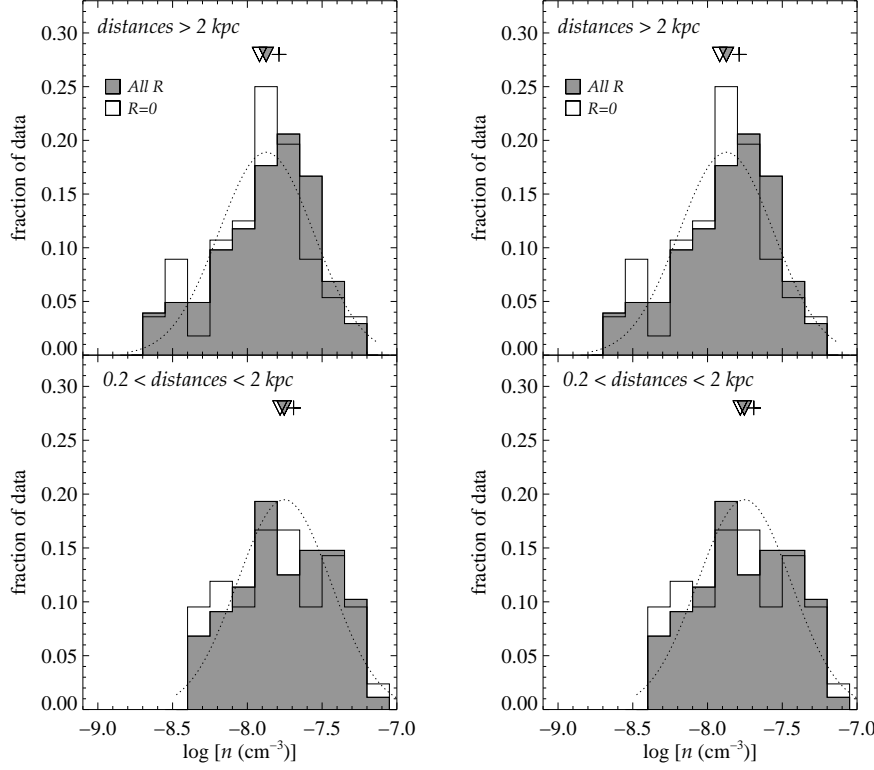 distances > 2 kpc
All R
R=0
fraction of data
0.30
0.25
0.20
0.15
0.10
0.05
0.00
0.2 < distances < 2 kpc
fraction of data
0.30
0.25
0.20
0.15
0.10
0.05
0.00
−9.0 −8.5 −8.0 −7.5 −7.0
log [n (cm⁻³)]
distances > 2 kpc
All R
R=0
fraction of data
0.30
0.25
0.20
0.15
0.10
0.05
0.00
0.2 < distances < 2 kpc
fraction of data
0.30
0.25
0.20
0.15
0.10
0.05
0.00
−9.0 −8.5 −8.0 −7.5 −7.0
log [n (cm⁻³)]